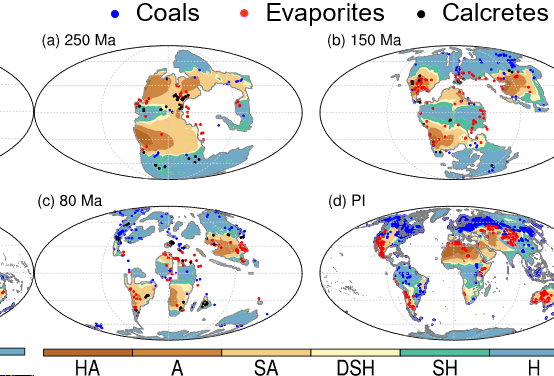 Coals Evaporites Calcretes
(a) 250 Ma (b) 150 Ma
(c) 80 Ma (d) PI
HA A SA DSH SH H